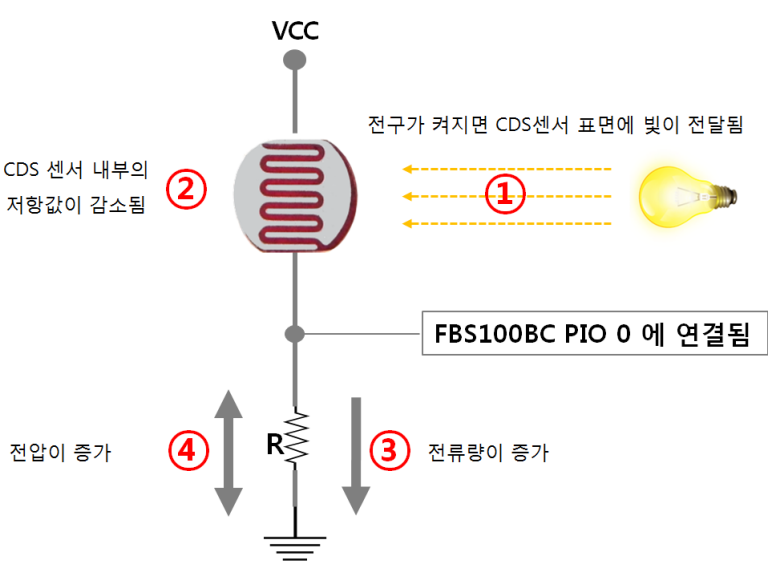 VCC
전구가 켜지면 CDS센서 표면에 빛이 전달됨
CDS 센서 내부의
저항값이 감소됨
②
①
FBS100BC PIO 0 에 연결됨
전압이 증가
④
R
③
전류량이 증가